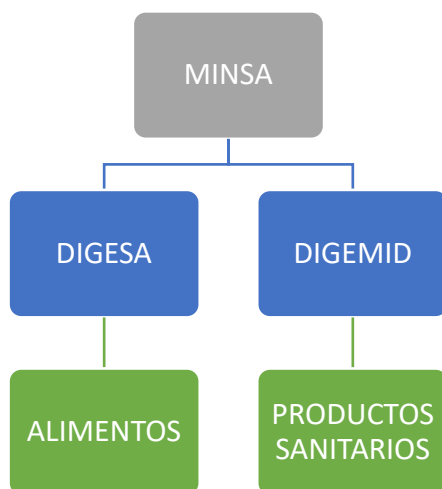 MINSA
DIGESA
DIGEMID
ALIMENTOS
PRODUCTOS
SANITARIOS